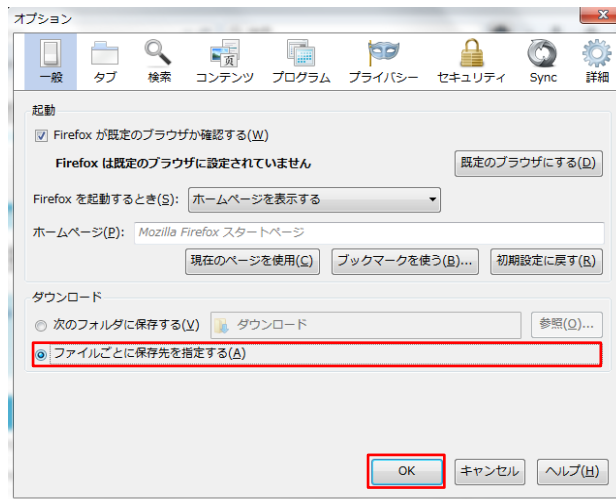 オプション
一般 タブ 検索 コンテンツ プログラム プライバシー セキュリティ Sync 詳細
起動
Firefox が既定のブラウザか確認する(W)
Firefox は既定のブラウザに設定されていません 既定のブラウザにする(D)
Firefox を起動するとき(S): ホームページを表示する
ホームページ(P): Mozilla Firefox スタートページ
現在のページを使用(C) ブックマークを使う(B)... 初期設定に戻す(R)
ダウンロード
次のフォルダに保存する(V) ダウンロード 参照(O)...
ファイルごとに保存先を指定する(A)
OK キャンセル ヘルプ(H)